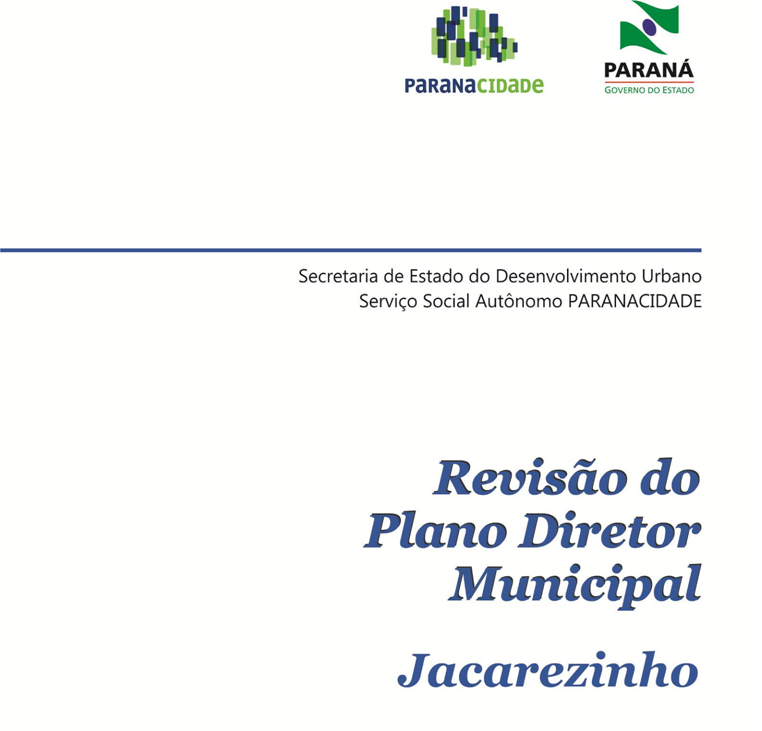 PARANACIDADE
PARANÁ
GOVERNO DO ESTADO
Secretaria de Estado do Desenvolvimento Urbano
Serviço Social Autônomo PARANACIDADE
Revisão do
Plano Diretor
Municipal
Jacarezinho